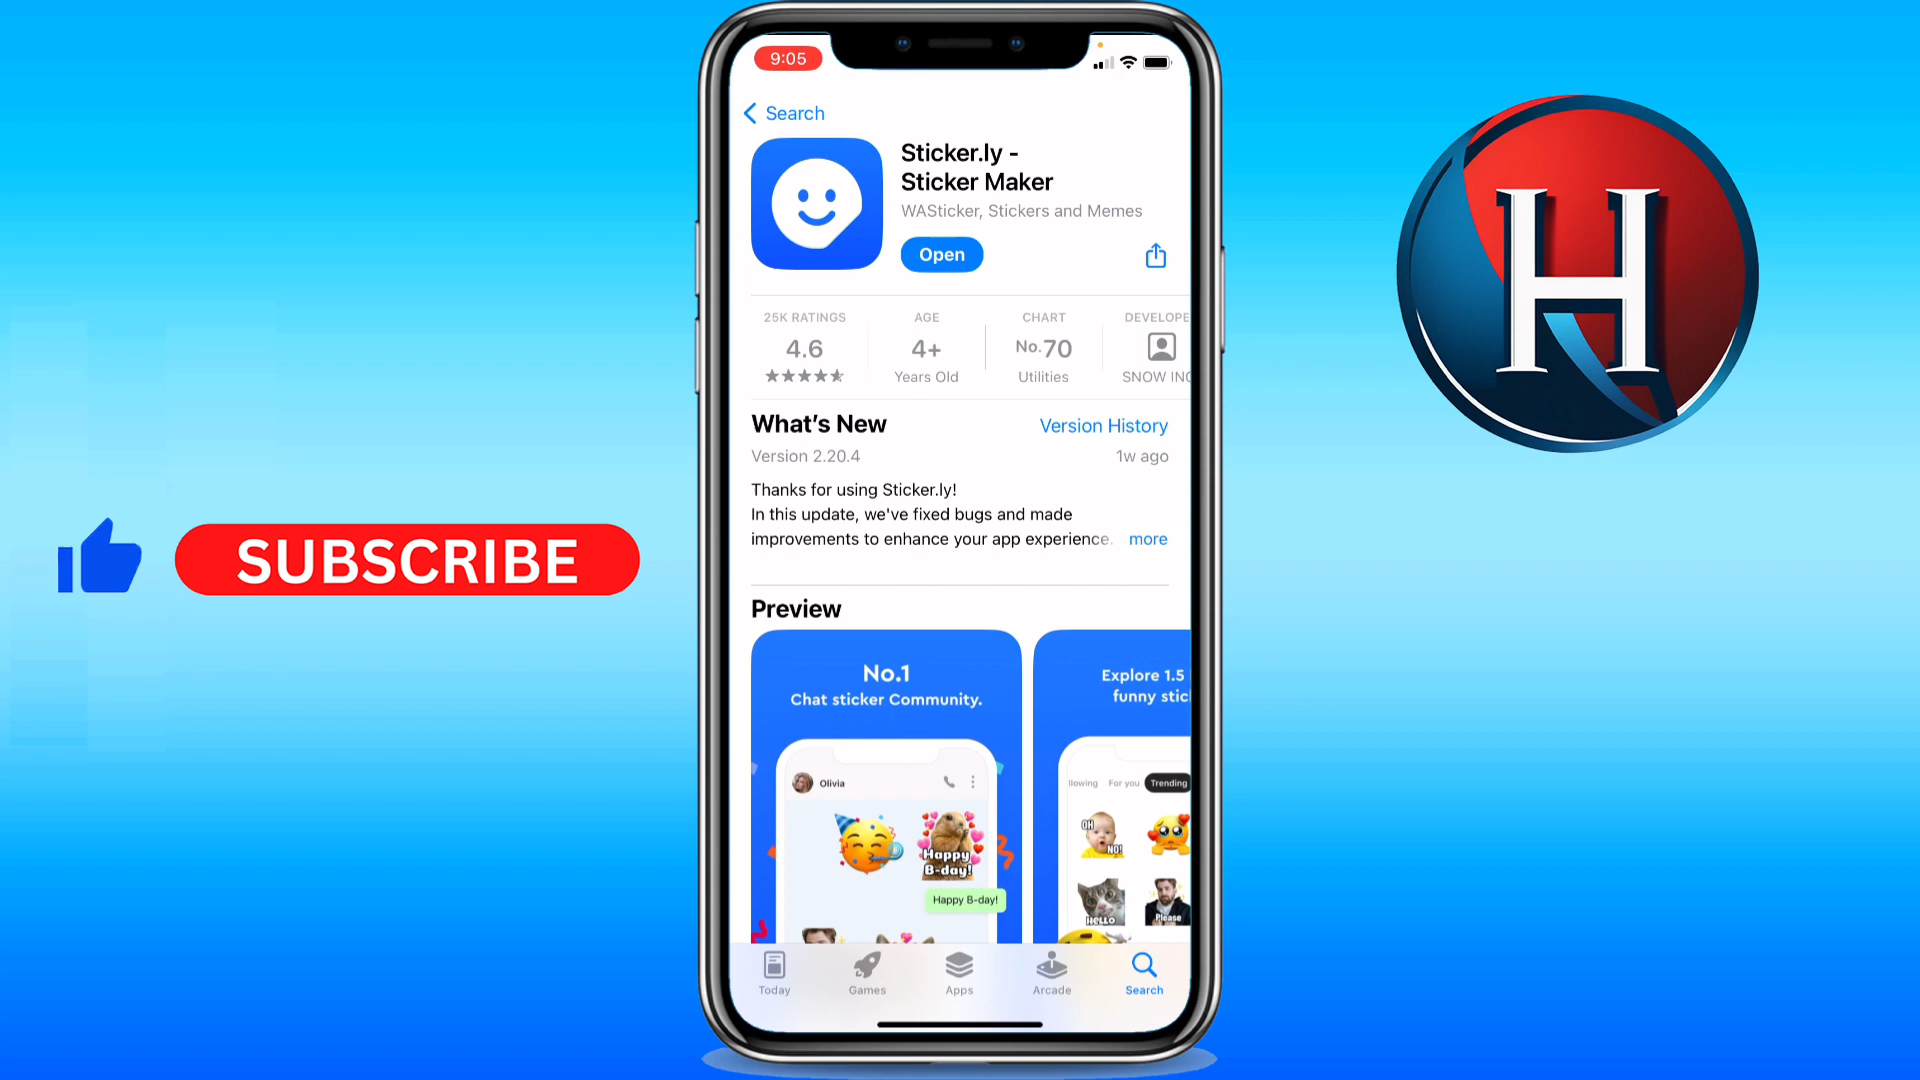 9:05
Search
Sticker.ly -
Sticker Maker
WASticker, Stickers and Memes
Open
25K RATINGS
4.6
AGE
4+
Years Old
CHART
No.70
Utilities
DEVELOPE
SNOW INC
What's New
Version History
Version 2.20.4
1w ago
Thanks for using Sticker.ly!
In this update, we've fixed bugs and made
improvements to enhance your app experience.
more
Preview
No.1
Chat sticker Community.
Olivia
Happy
B-day!
Happy B-day!
Explore 1.5
funny stic
llowing For you Trending
OH
NO!
HELLO
Please
Today
Games
Apps
Arcade
Search
SUBSCRIBE
H